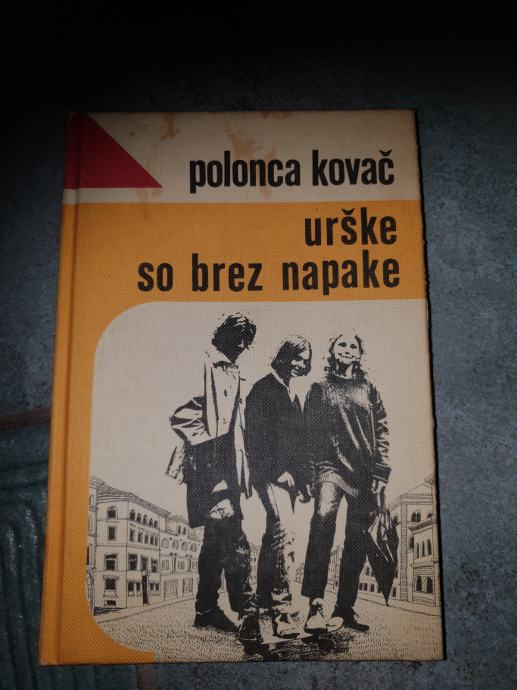 polonca kovač
urške
so brez napake